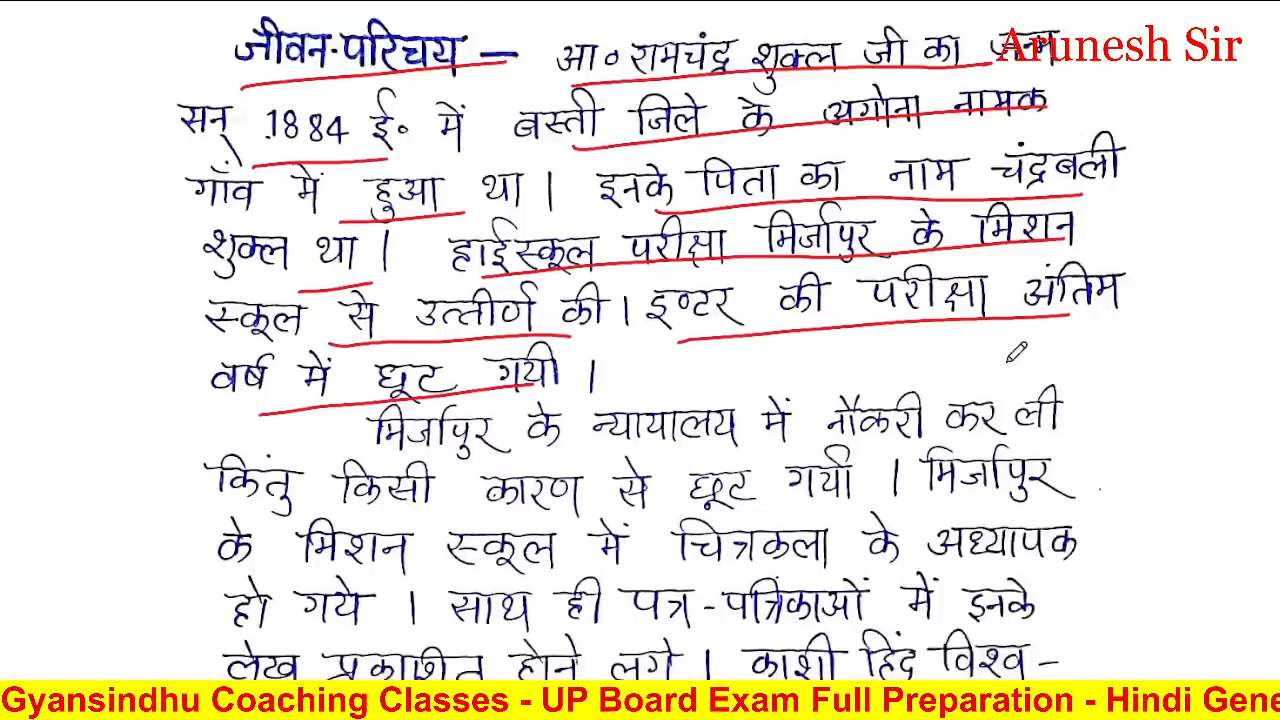 Arunesh Sir
जीवन-परिचय — आ० रामचंद्र शुक्ल जी का जन्म
सन् 1884 ई० में बस्ती जिले के अगोना नामक
गाँव में हुआ था। इनके पिता का नाम चंद्रबली
शुक्ल था। हाईस्कूल परीक्षा मिर्जापुर के मिशन
स्कूल से उत्तीर्ण की। इण्टर की परीक्षा अंतिम
वर्ष में छूट गयी।
मिर्जापुर के न्यायालय में नौकरी कर ली
किंतु किसी कारण से छूट गयी। मिर्जापुर
के मिशन स्कूल में चित्रकला के अध्यापक
हो गये। साथ ही पत्र-पत्रिकाओं में इनके
लेख प्रकाशित होने लगे। काशी हिंदू विश्व-
Gyansindhu Coaching Classes - UP Board Exam Full Preparation - Hindi Gene